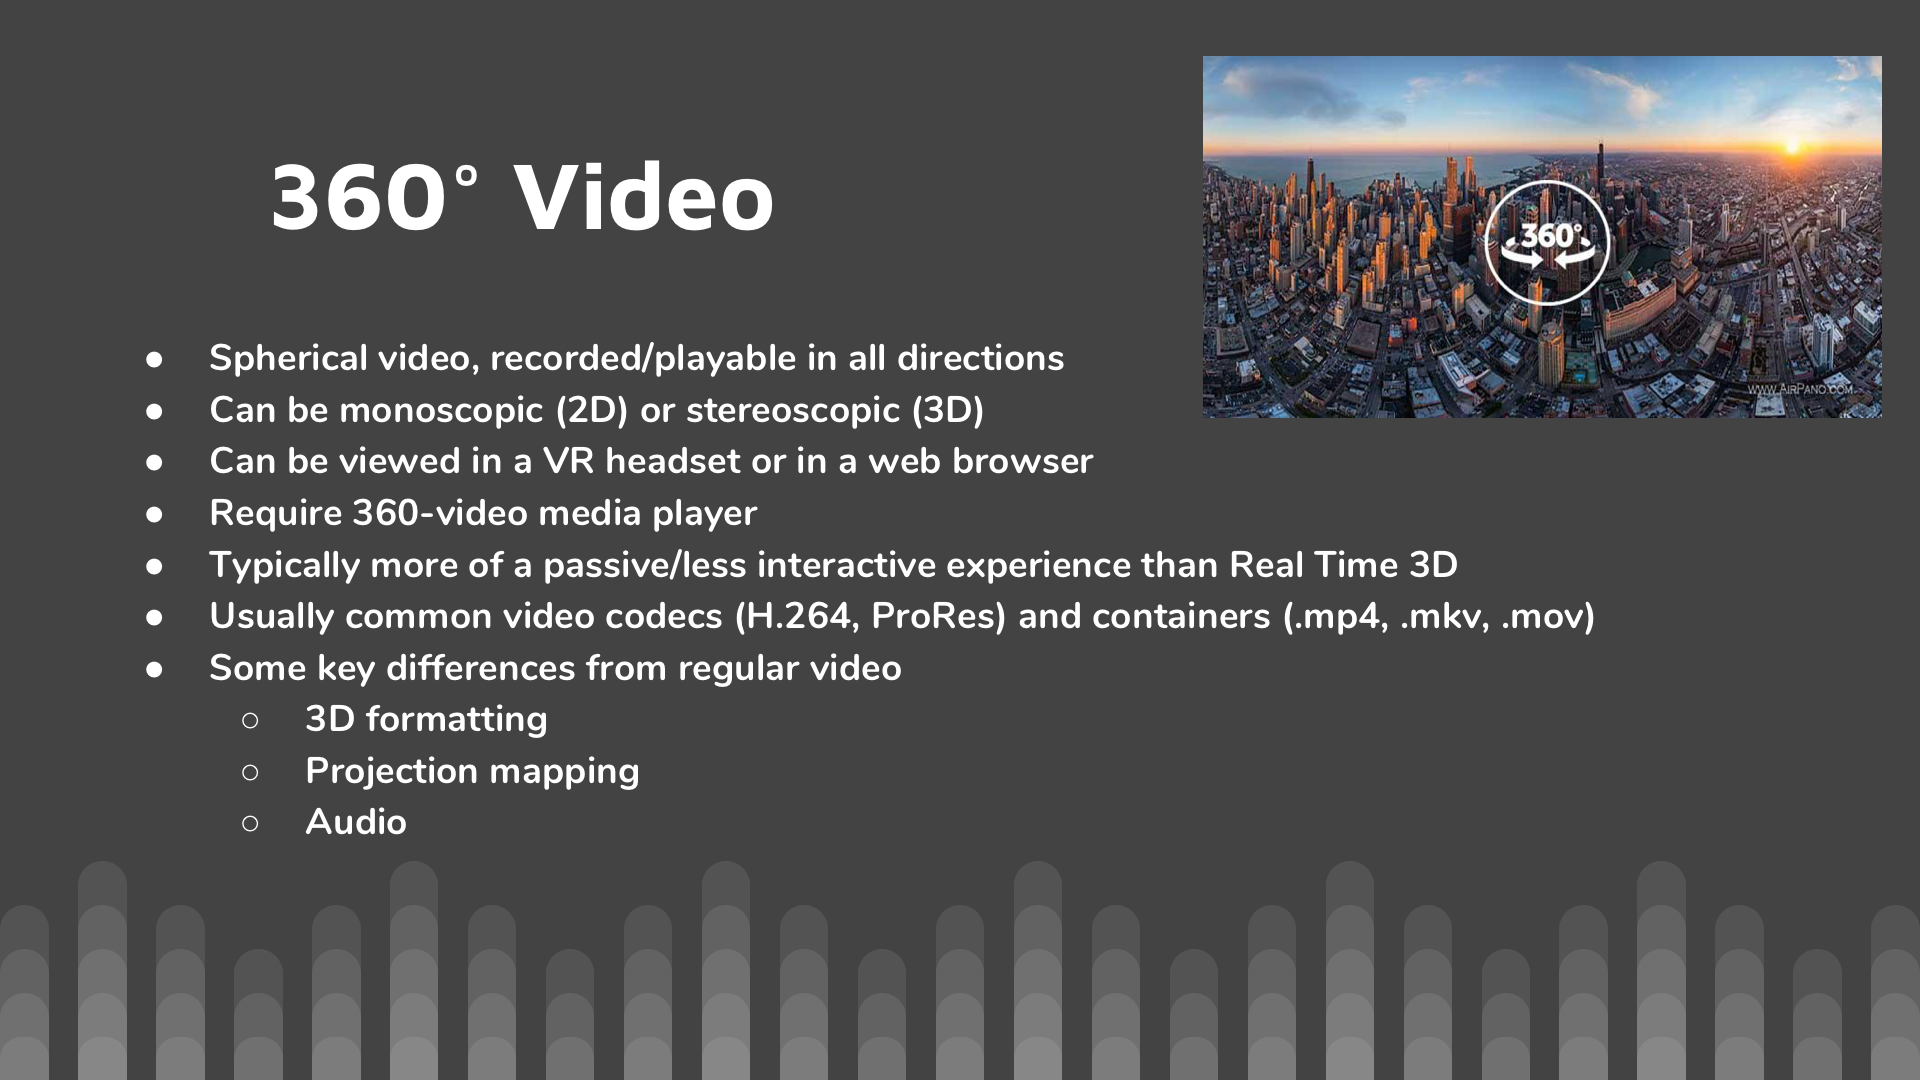 360° Video
360°
WWW.AIRPANO.COM
● Spherical video, recorded/playable in all directions
● Can be monoscopic (2D) or stereoscopic (3D)
● Can be viewed in a VR headset or in a web browser
● Require 360-video media player
● Typically more of a passive/less interactive experience than Real Time 3D
● Usually common video codecs (H.264, ProRes) and containers (.mp4, .mkv, .mov)
● Some key differences from regular video
○ 3D formatting
○ Projection mapping
○ Audio